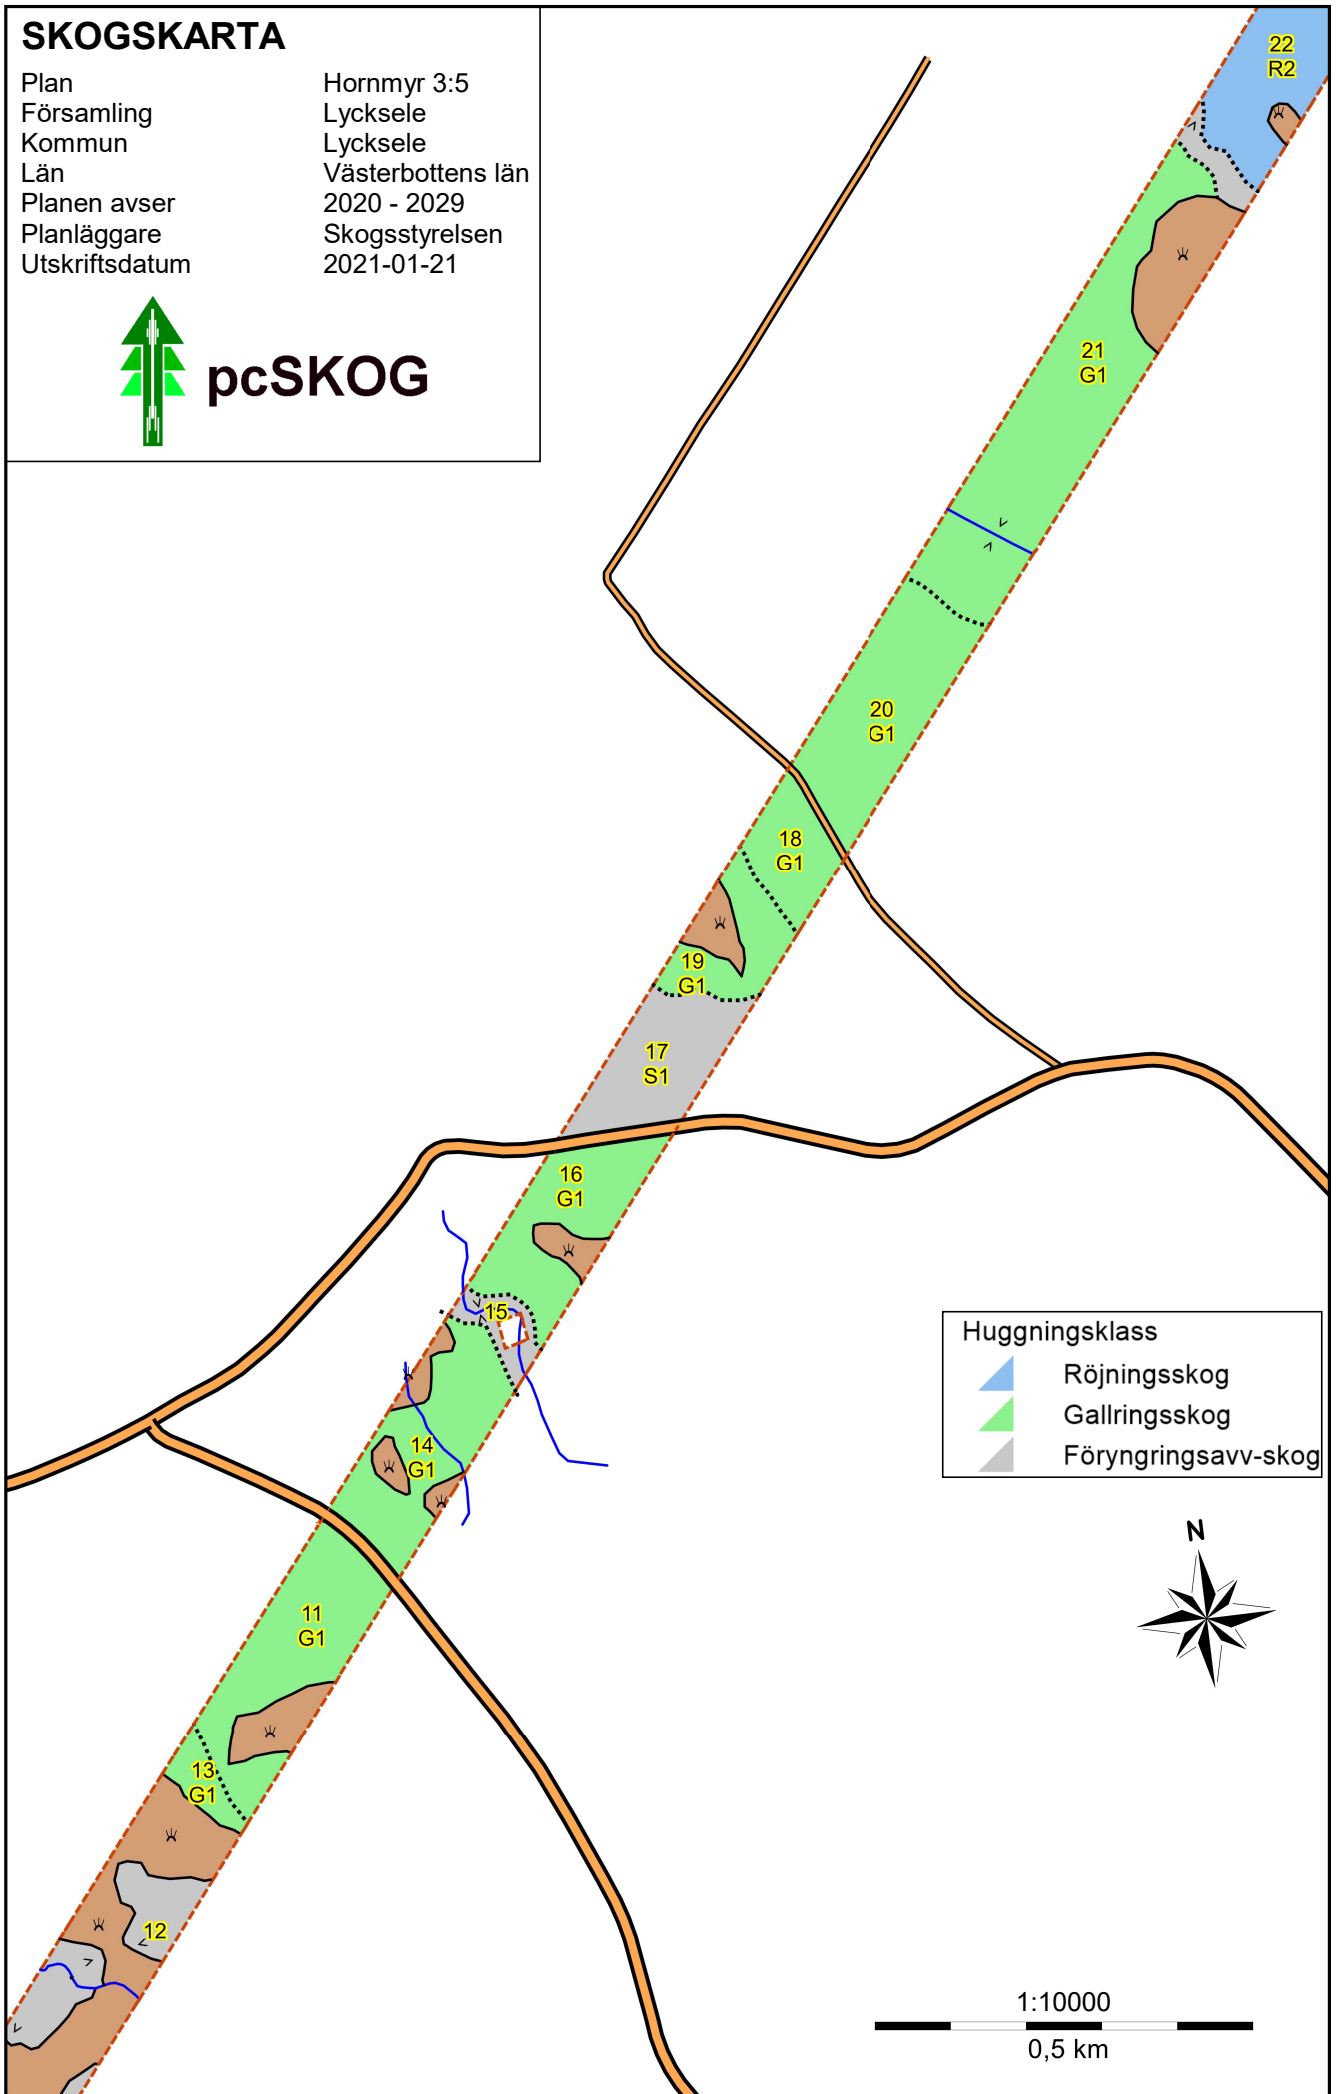 SKOGSKARTA
Plan Hornmyr 3:5
Församling Lycksele
Kommun Lycksele
Län Västerbottens län
Planen avser 2020 - 2029
Planläggare Skogsstyrelsen
Utskriftsdatum 2021-01-21
pcSKOG
22
R2
21
G1
20
G1
18
G1
19
G1
17
S1
16
G1
15
14
G1
11
G1
13
G1
12
Huggningsklass
Röjningsskog
Gallringsskog
Föryngringsavv-skog
N
1:10000
0,5 km